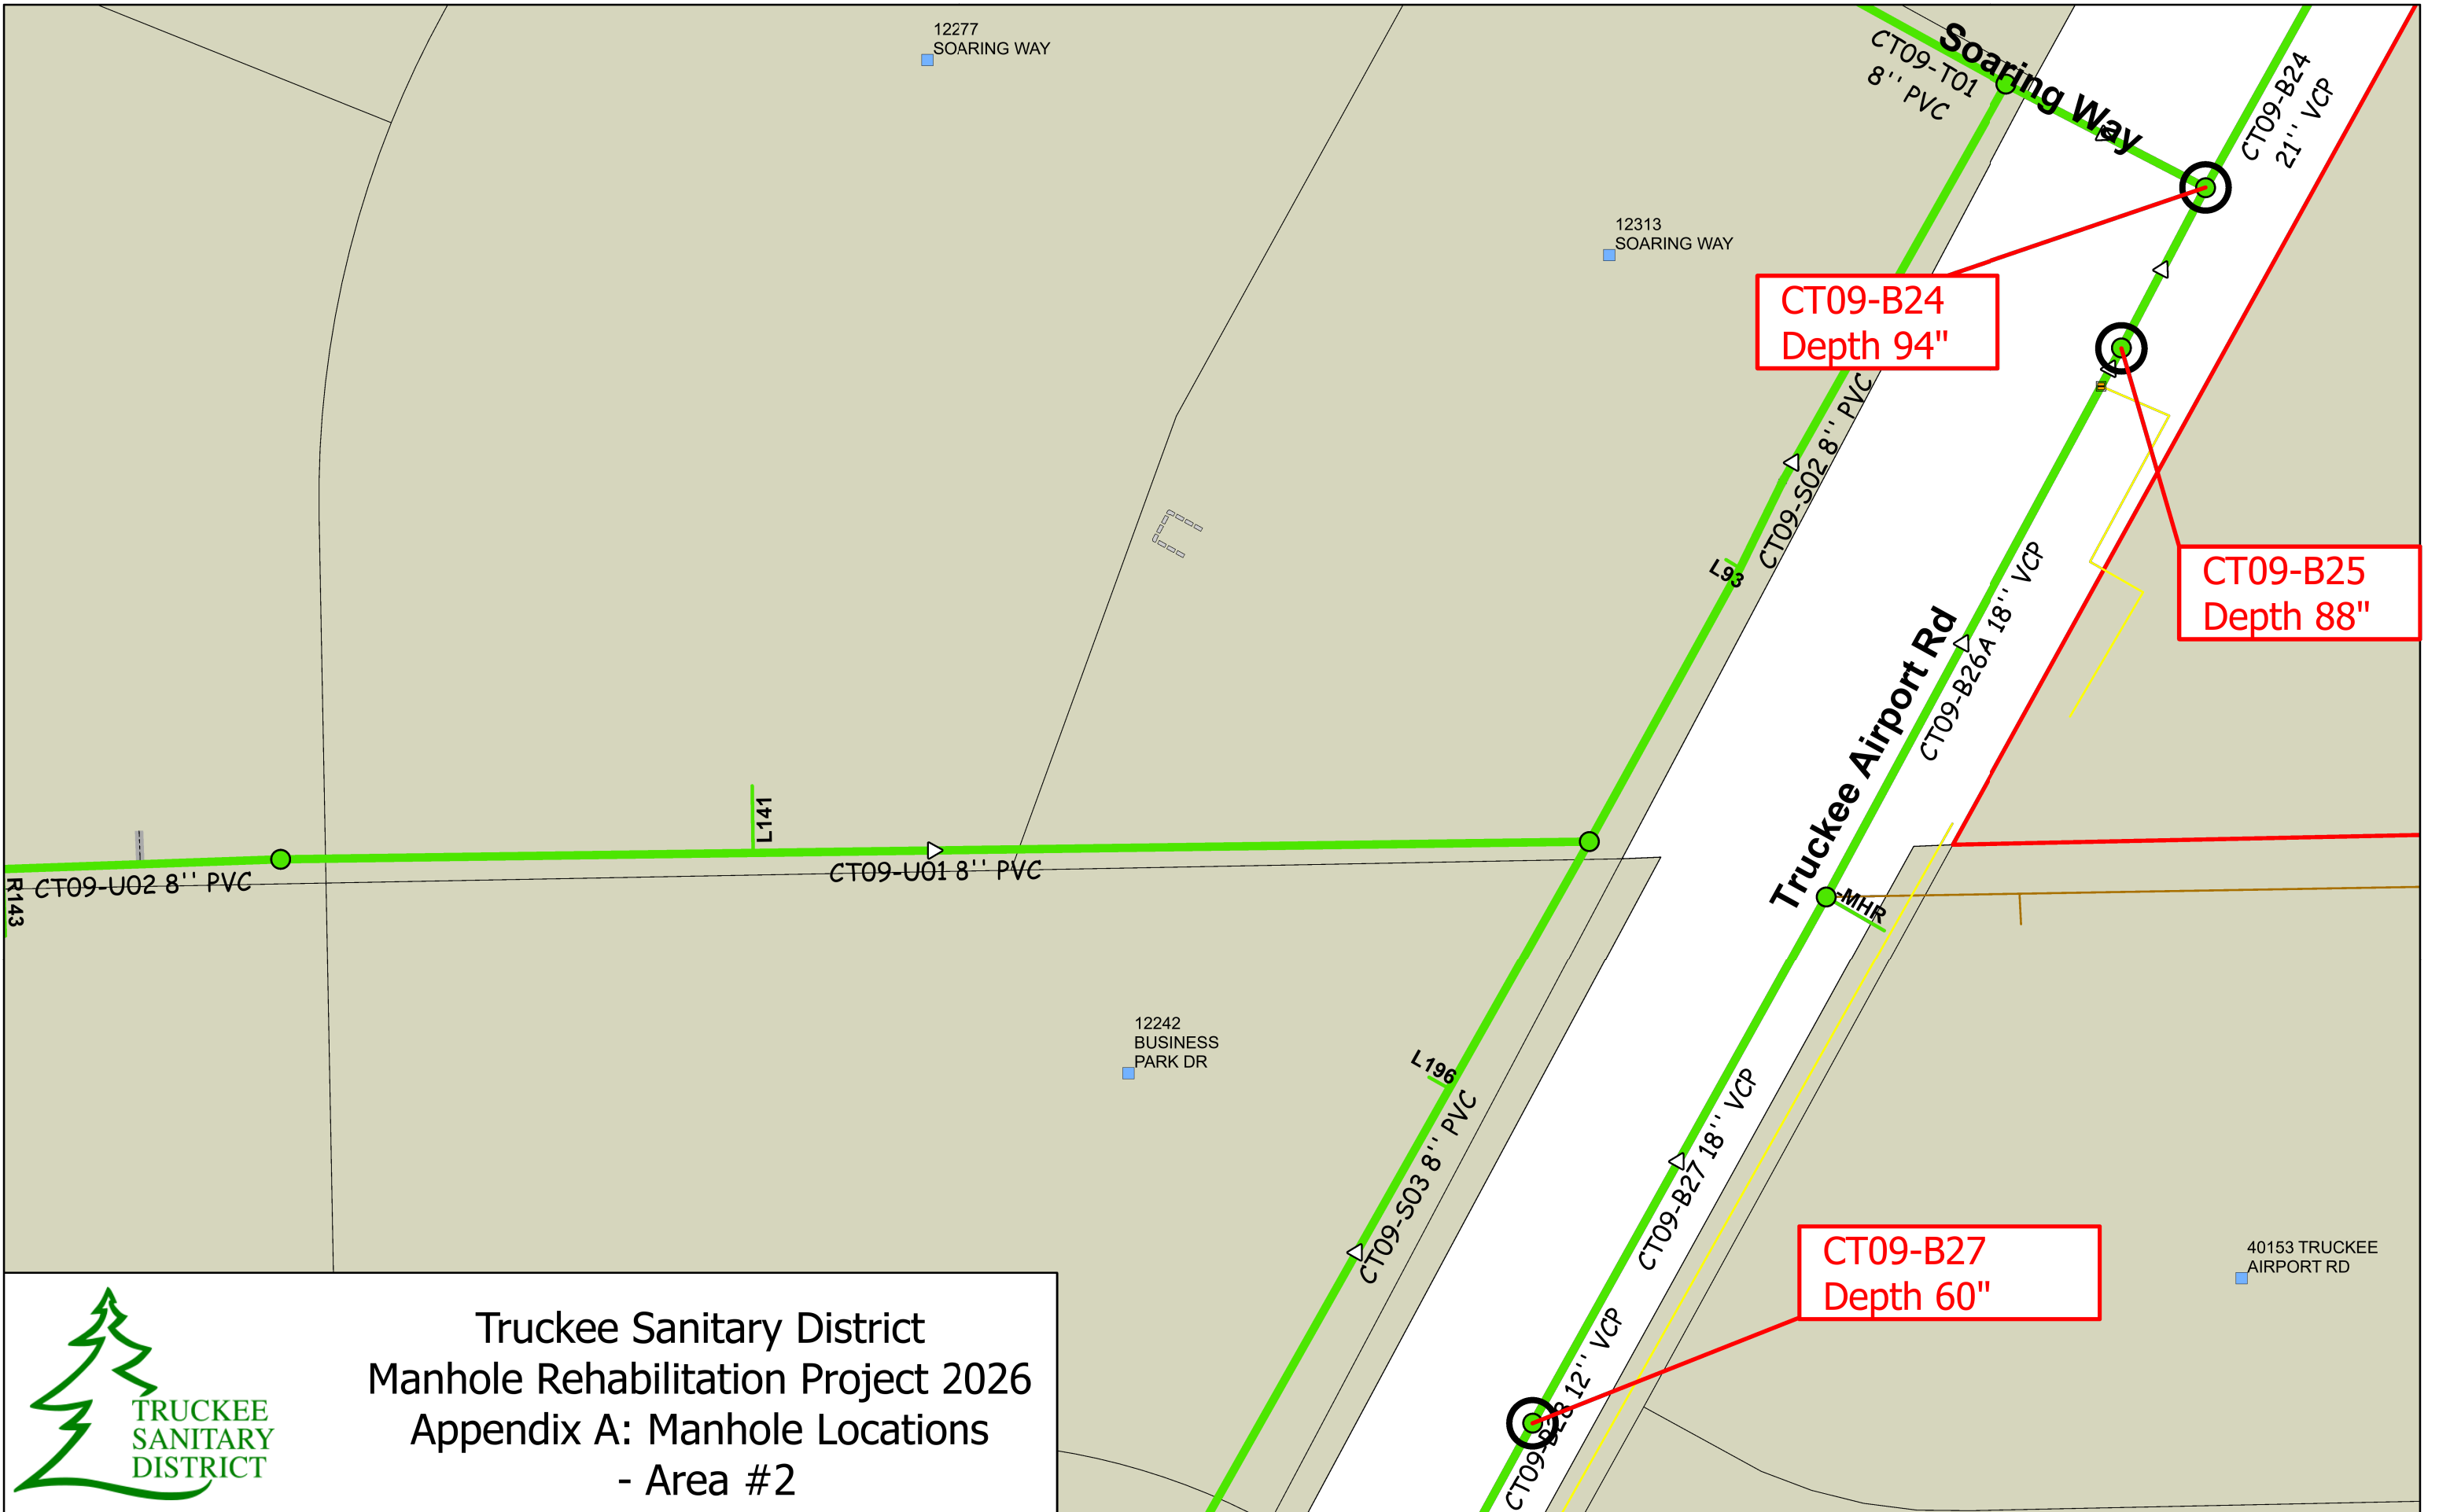 12277
SOARING WAY
Soaring Way
CT09-T01
8'' PVC
CT09-B24
21'' VCP
12313
SOARING WAY
CT09-B24
Depth 94"
CT09-S02 8'' PVC
L93
CT09-B25
Depth 88"
CT09-B26A 18'' VCP
Truckee Airport Rd
L141
CT09-U01 8'' PVC
CT09-U02 8'' PVC
R143
-MHR
12242
BUSINESS
PARK DR
L196
CT09-S03 8'' PVC
CT09-B27 18'' VCP
CT09-B27
Depth 60"
40153 TRUCKEE
AIRPORT RD
CT09-B28 12'' VCP
TRUCKEE
SANITARY
DISTRICT
Truckee Sanitary District
Manhole Rehabilitation Project 2026
Appendix A: Manhole Locations
- Area #2